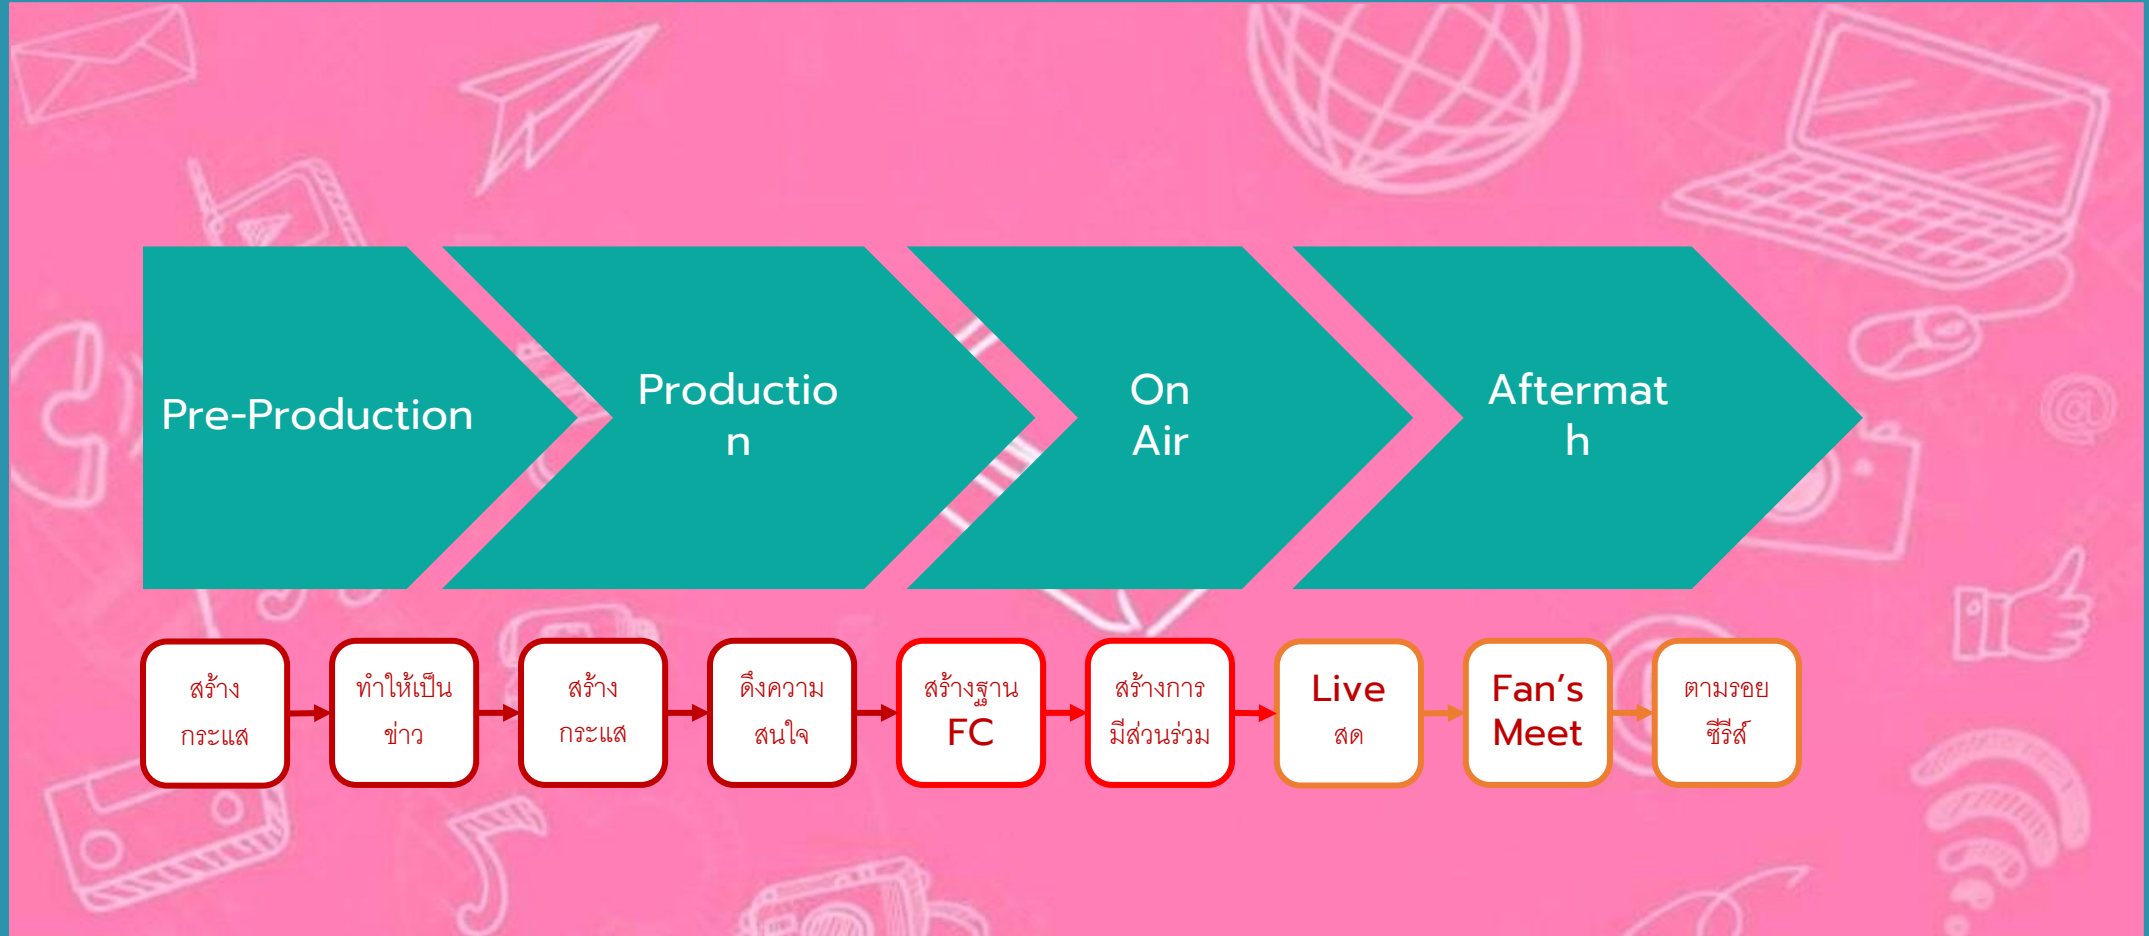 Pre-Production
Productio
n
On
Air
Aftermat
h
สร้าง
กระแส
ทำให้เป็น
ข่าว
สร้าง
กระแส
ดึงความ
สนใจ
สร้างฐาน
FC
สร้างการ
มีส่วนร่วม
Live
สด
Fan's
Meet
ตามรอย
ซีรีส์